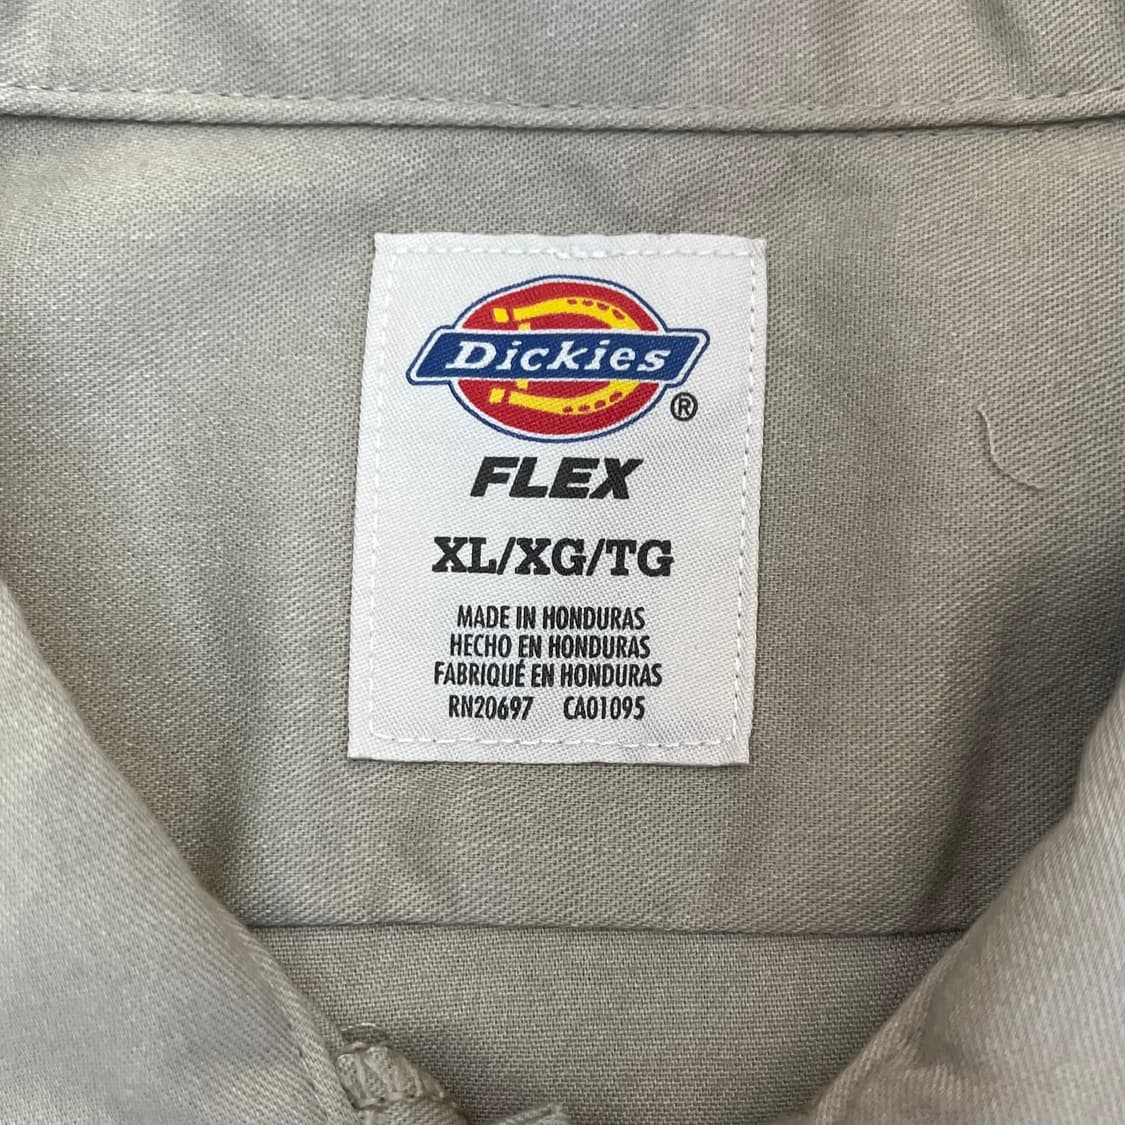 Dickies
®
FLEX
XL/XG/TG
MADE IN HONDURAS
HECHO EN HONDURAS
FABRIQUÉ EN HONDURAS
RN20697 CA01095